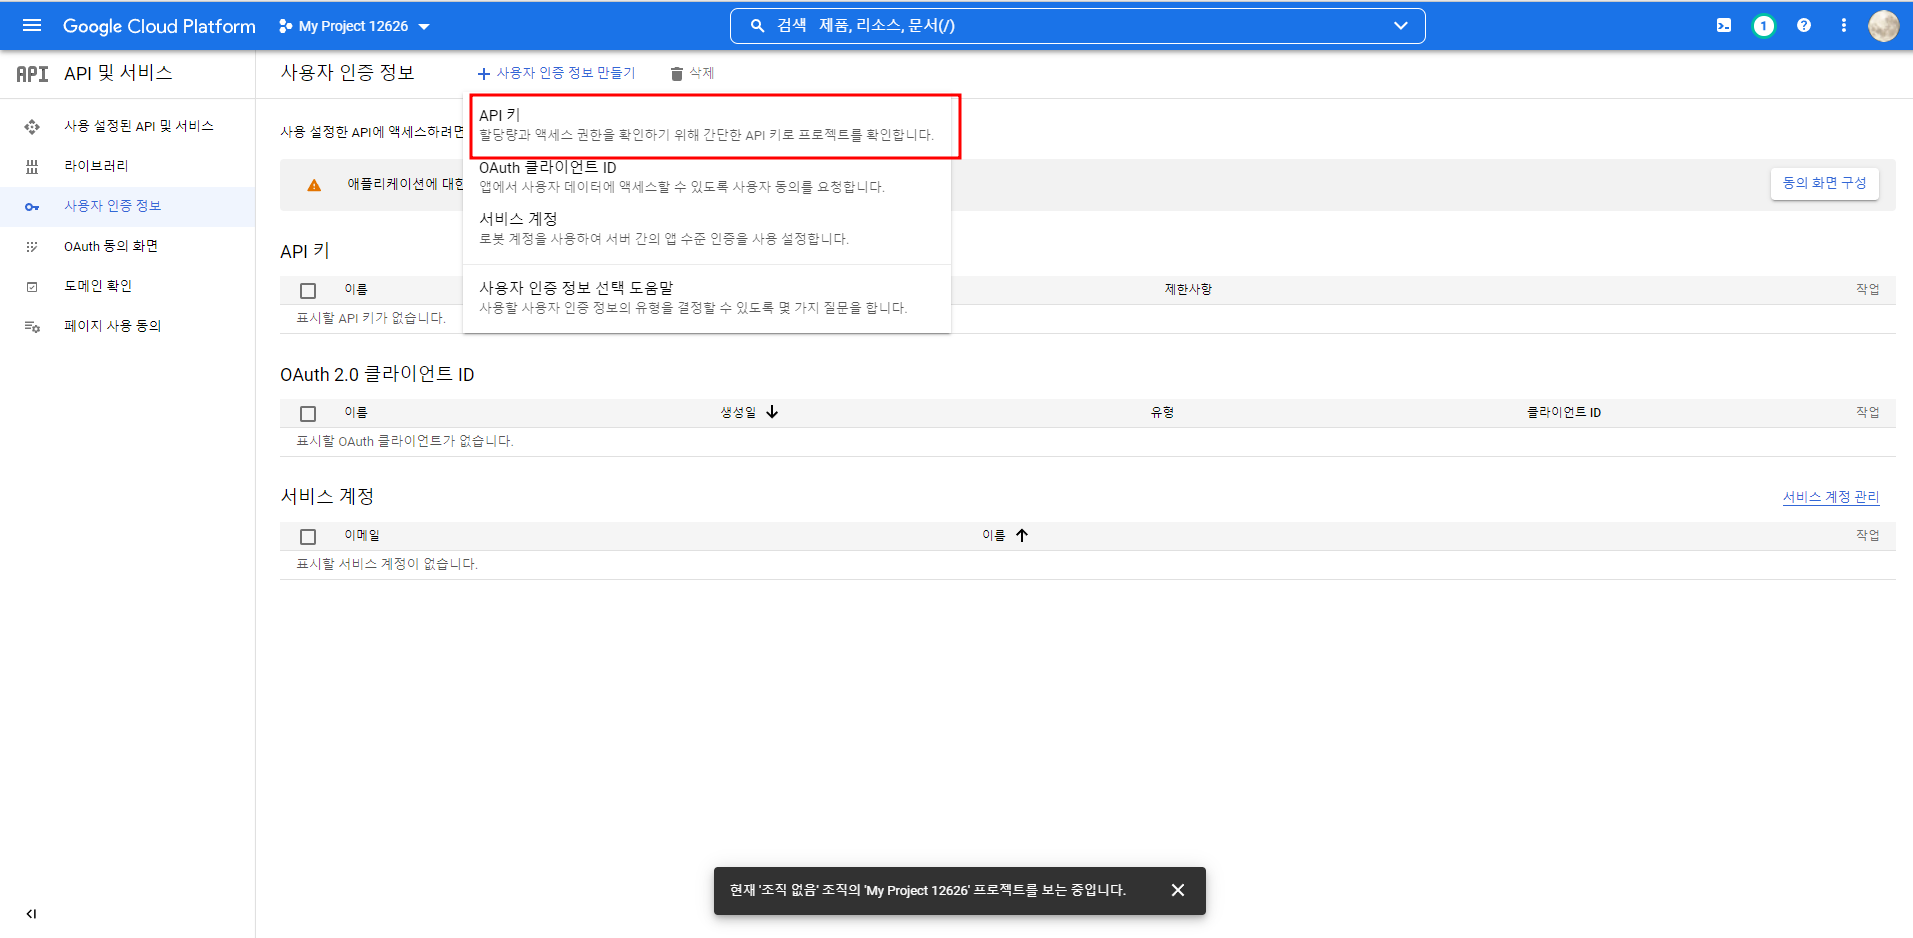 Google Cloud Platform
My Project 12626
검색 제품, 리소스, 문서(/)
1
API
API 및 서비스
사용 설정된 API 및 서비스
라이브러리
사용자 인증 정보
OAuth 동의 화면
도메인 확인
페이지 사용 동의
사용자 인증 정보
사용자 인증 정보 만들기
삭제
사용 설정한 API에 액세스하려면
API 키
할당량과 액세스 권한을 확인하기 위해 간단한 API 키로 프로젝트를 확인합니다.
OAuth 클라이언트 ID
앱에서 사용자 데이터에 액세스할 수 있도록 사용자 동의를 요청합니다.
서비스 계정
로봇 계정을 사용하여 서버 간의 앱 수준 인증을 사용 설정합니다.
사용자 인증 정보 선택 도움말
사용할 사용자 인증 정보의 유형을 결정할 수 있도록 몇 가지 질문을 합니다.
애플리케이션에 대한
동의 화면 구성
API 키
이름 제한사항 작업
표시할 API 키가 없습니다.
OAuth 2.0 클라이언트 ID
이름 생성일 유형 클라이언트 ID 작업
표시할 OAuth 클라이언트가 없습니다.
서비스 계정
서비스 계정 관리
이메일 이름 작업
표시할 서비스 계정이 없습니다.
현재 '조직 없음' 조직의 'My Project 12626' 프로젝트를 보는 중입니다.